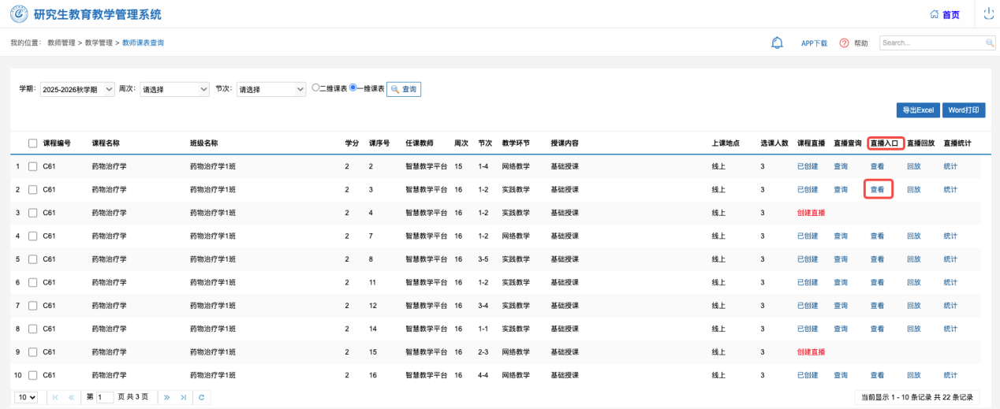 研究生教育教学管理系统 首页
我的位置： 教师管理 > 教学管理 > 教师课表查询 APP下载 ? 帮助 Search...
学期： 2025-2026秋学期 周次： 请选择 节次： 请选择 二维课表 一维课表 查询
导出Excel Word打印
课程编号 课程名称 班级名称 学分 课序号 任课教师 周次 节次 教学环节 授课内容 上课地点 选课人数 课程直播 直播查询 直播入口 直播回放 直播统计
1 C61 药物治疗学 药物治疗学1班 2 2 智慧教学平台 15 1-4 网络教学 基础授课 线上 3 已创建 查询 查看 回放 统计
2 C61 药物治疗学 药物治疗学1班 2 3 智慧教学平台 16 1-2 实践教学 基础授课 线上 3 已创建 查询 查看 回放 统计
3 C61 药物治疗学 药物治疗学1班 2 4 智慧教学平台 16 1-2 实践教学 基础授课 线上 3 创建直播
4 C61 药物治疗学 药物治疗学1班 2 7 智慧教学平台 16 1-2 网络教学 基础授课 线上 3 已创建 查询 查看 回放 统计
5 C61 药物治疗学 药物治疗学1班 2 8 智慧教学平台 16 3-5 实践教学 基础授课 线上 3 已创建 查询 查看 回放 统计
6 C61 药物治疗学 药物治疗学1班 2 11 智慧教学平台 16 1-2 实践教学 基础授课 线上 3 已创建 查询 查看 回放 统计
7 C61 药物治疗学 药物治疗学1班 2 12 智慧教学平台 16 3-4 实践教学 基础授课 线上 3 已创建 查询 查看 回放 统计
8 C61 药物治疗学 药物治疗学1班 2 14 智慧教学平台 16 1-1 实践教学 基础授课 线上 3 已创建 查询 查看 回放 统计
9 C61 药物治疗学 药物治疗学1班 2 15 智慧教学平台 16 2-3 网络教学 基础授课 线上 3 创建直播
10 C61 药物治疗学 药物治疗学1班 2 16 智慧教学平台 16 4-4 网络教学 基础授课 线上 3 已创建 查询 查看 回放 统计
10 第 1 页 共 3 页 当前显示 1 - 10 条记录 共 22 条记录